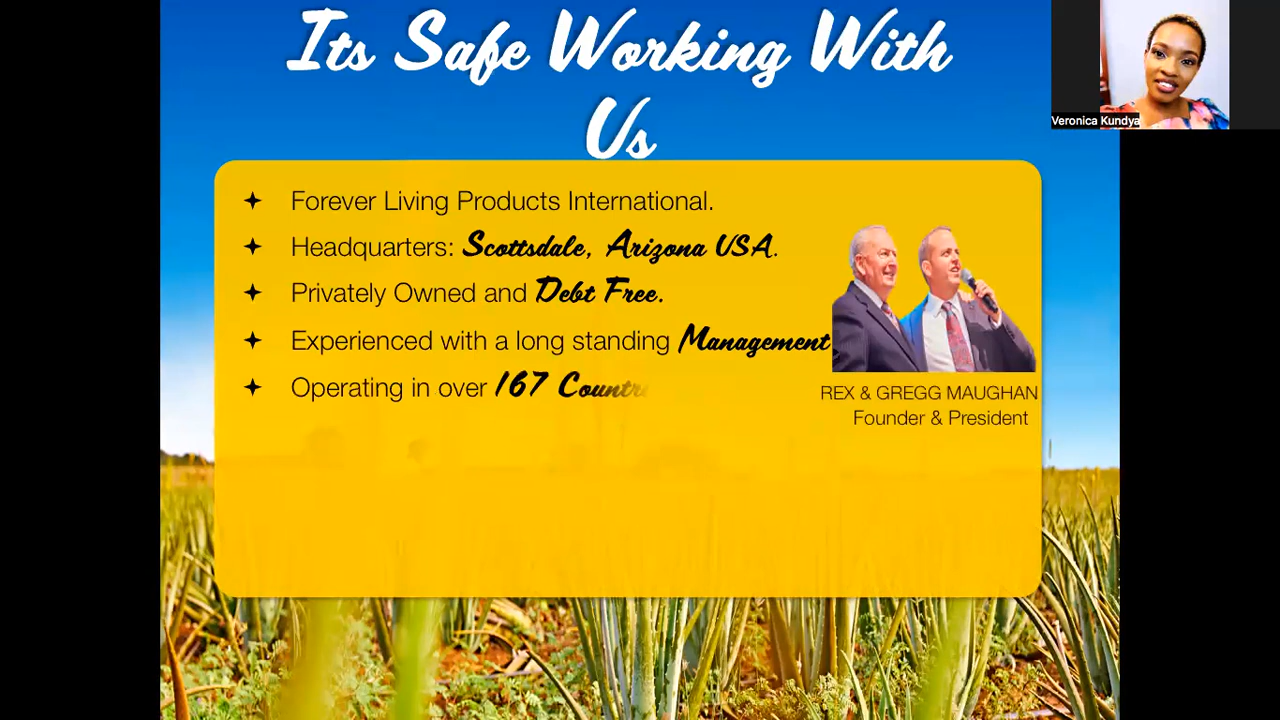 Its Safe Working With
Us
Veronica Kundya
Forever Living Products International.
Headquarters: Scottsdale, Arizona USA.
Privately Owned and Debt Free.
Experienced with a long standing Management
Operating in over 167
REX & GREGG MAUGHAN
Founder & President